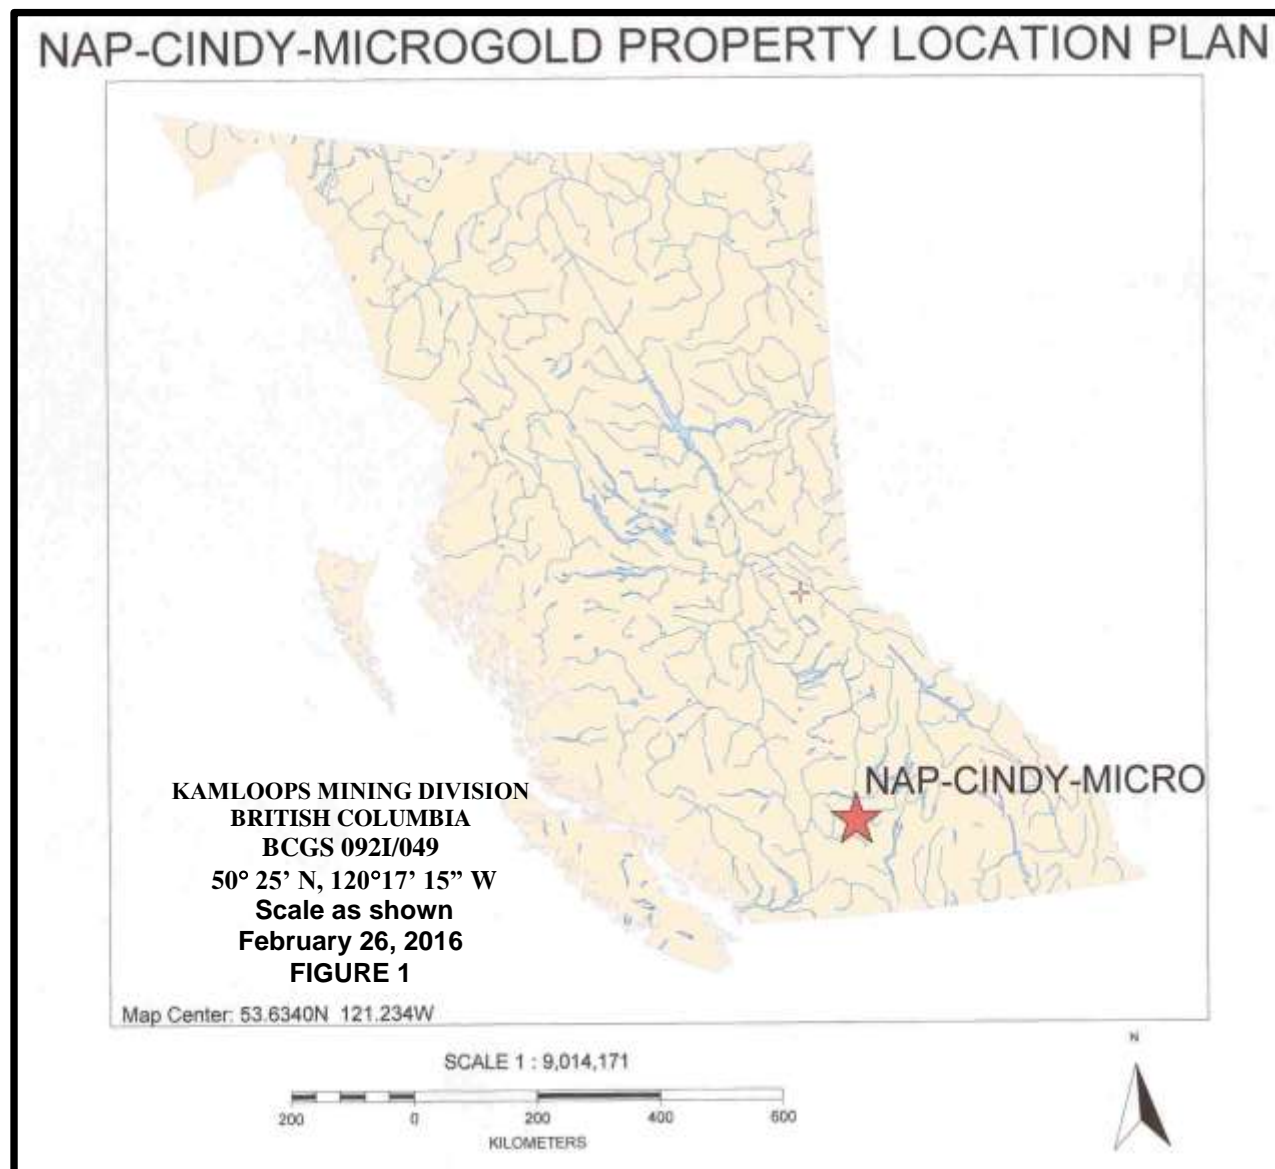 NAP-CINDY-MICROGOLD PROPERTY LOCATION PLAN
NAP-CINDY-MICRO
KAMLOOPS MINING DIVISION
BRITISH COLUMBIA
BCGS 092I/049
50° 25’ N, 120°17’ 15” W
Scale as shown
February 26, 2016
FIGURE 1
Map Center: 53.6340N 121.234W
N
SCALE 1 : 9,014,171
200 0 200 400 600
KILOMETERS